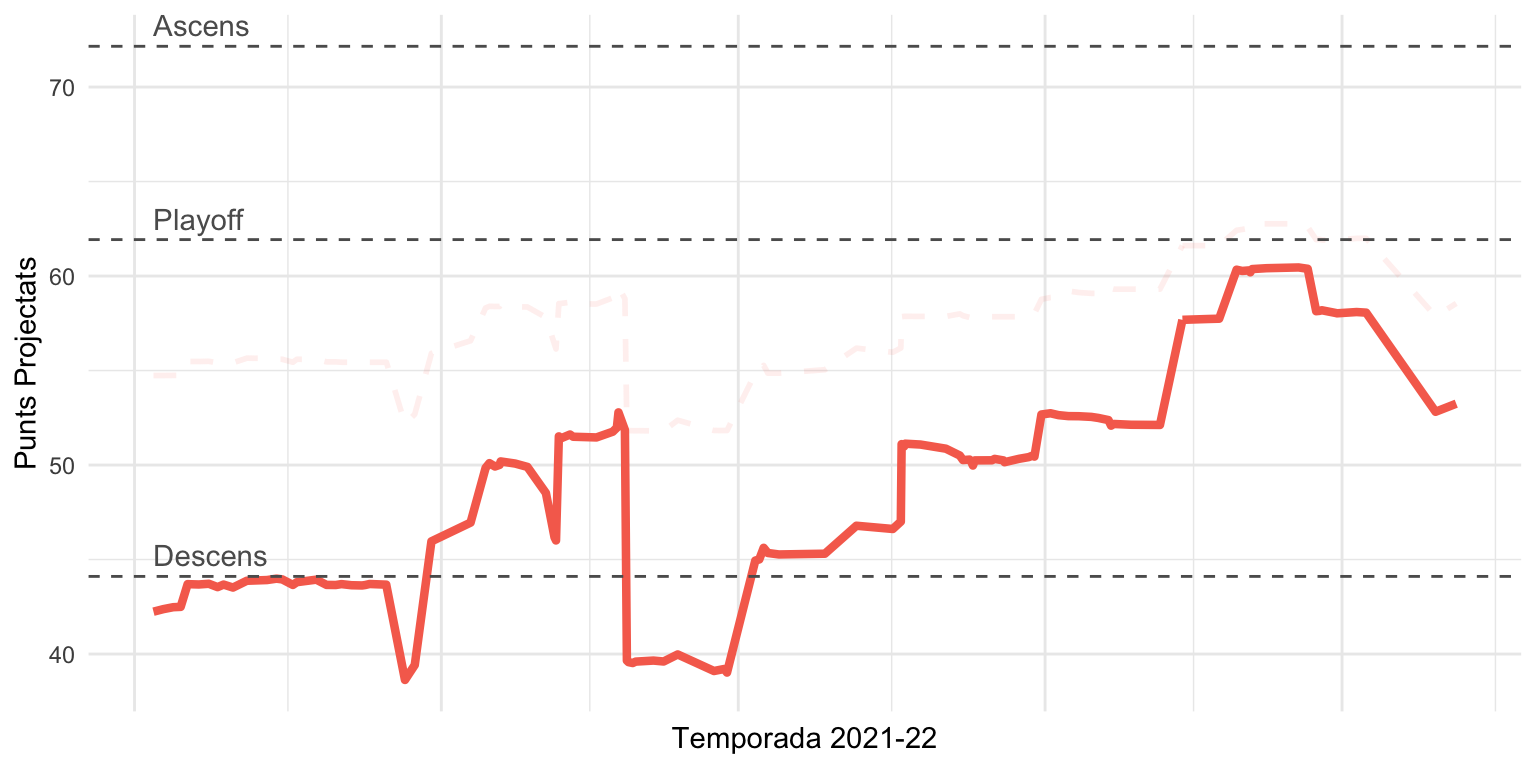 Ascens
70
Playoff
60
Punts Projectats
50
Descens
40
Temporada 2021-22